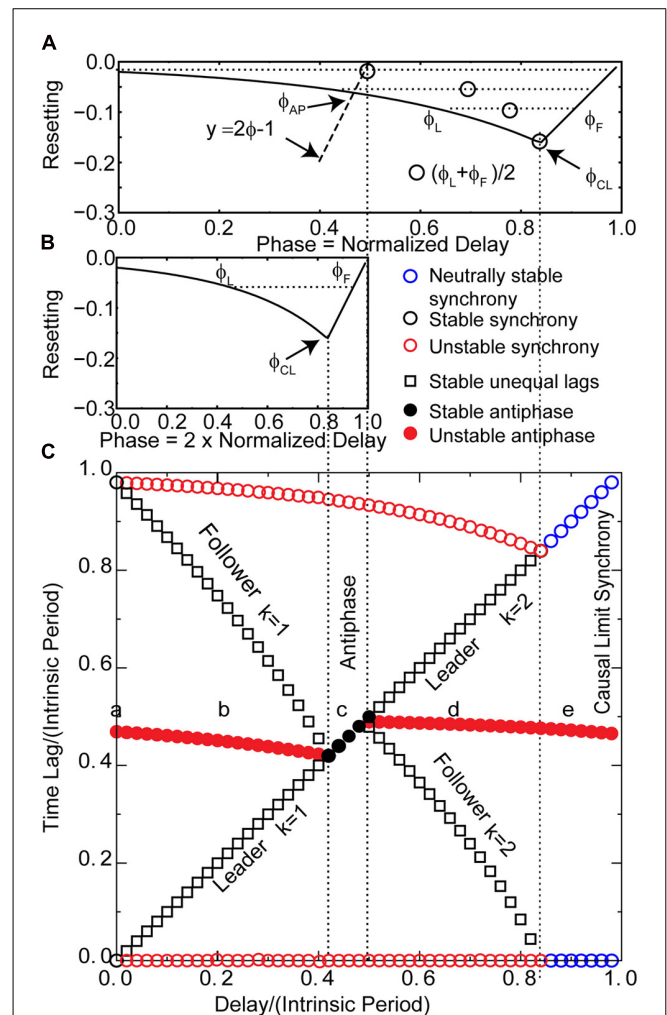 A
0.0
−0.1
−0.2
−0.3
Resetting
ϕAP
y =2ϕ-1
ϕL
ϕF
(ϕL+ϕF)/2
ϕCL
0.0 0.2 0.4 0.6 0.8 1.0
Phase = Normalized Delay
B
0.0
−0.1
−0.2
−0.3
Resetting
ϕL
ϕF
ϕCL
0.0 0.2 0.4 0.6 0.8 1.0
Phase = 2 x Normalized Delay
Neutrally stable
synchrony
Stable synchrony
Unstable synchrony
Stable unequal lags
Stable antiphase
Unstable antiphase
C
1.0
0.8
0.6
0.4
0.2
0.0
Time Lag/(Intrinsic Period)
Follower k=1
Antiphase
Leader k=2
Causal Limit Synchrony
a b c d e
Leader k=1
Follower k=2
0.0 0.2 0.4 0.6 0.8 1.0
Delay/(Intrinsic Period)